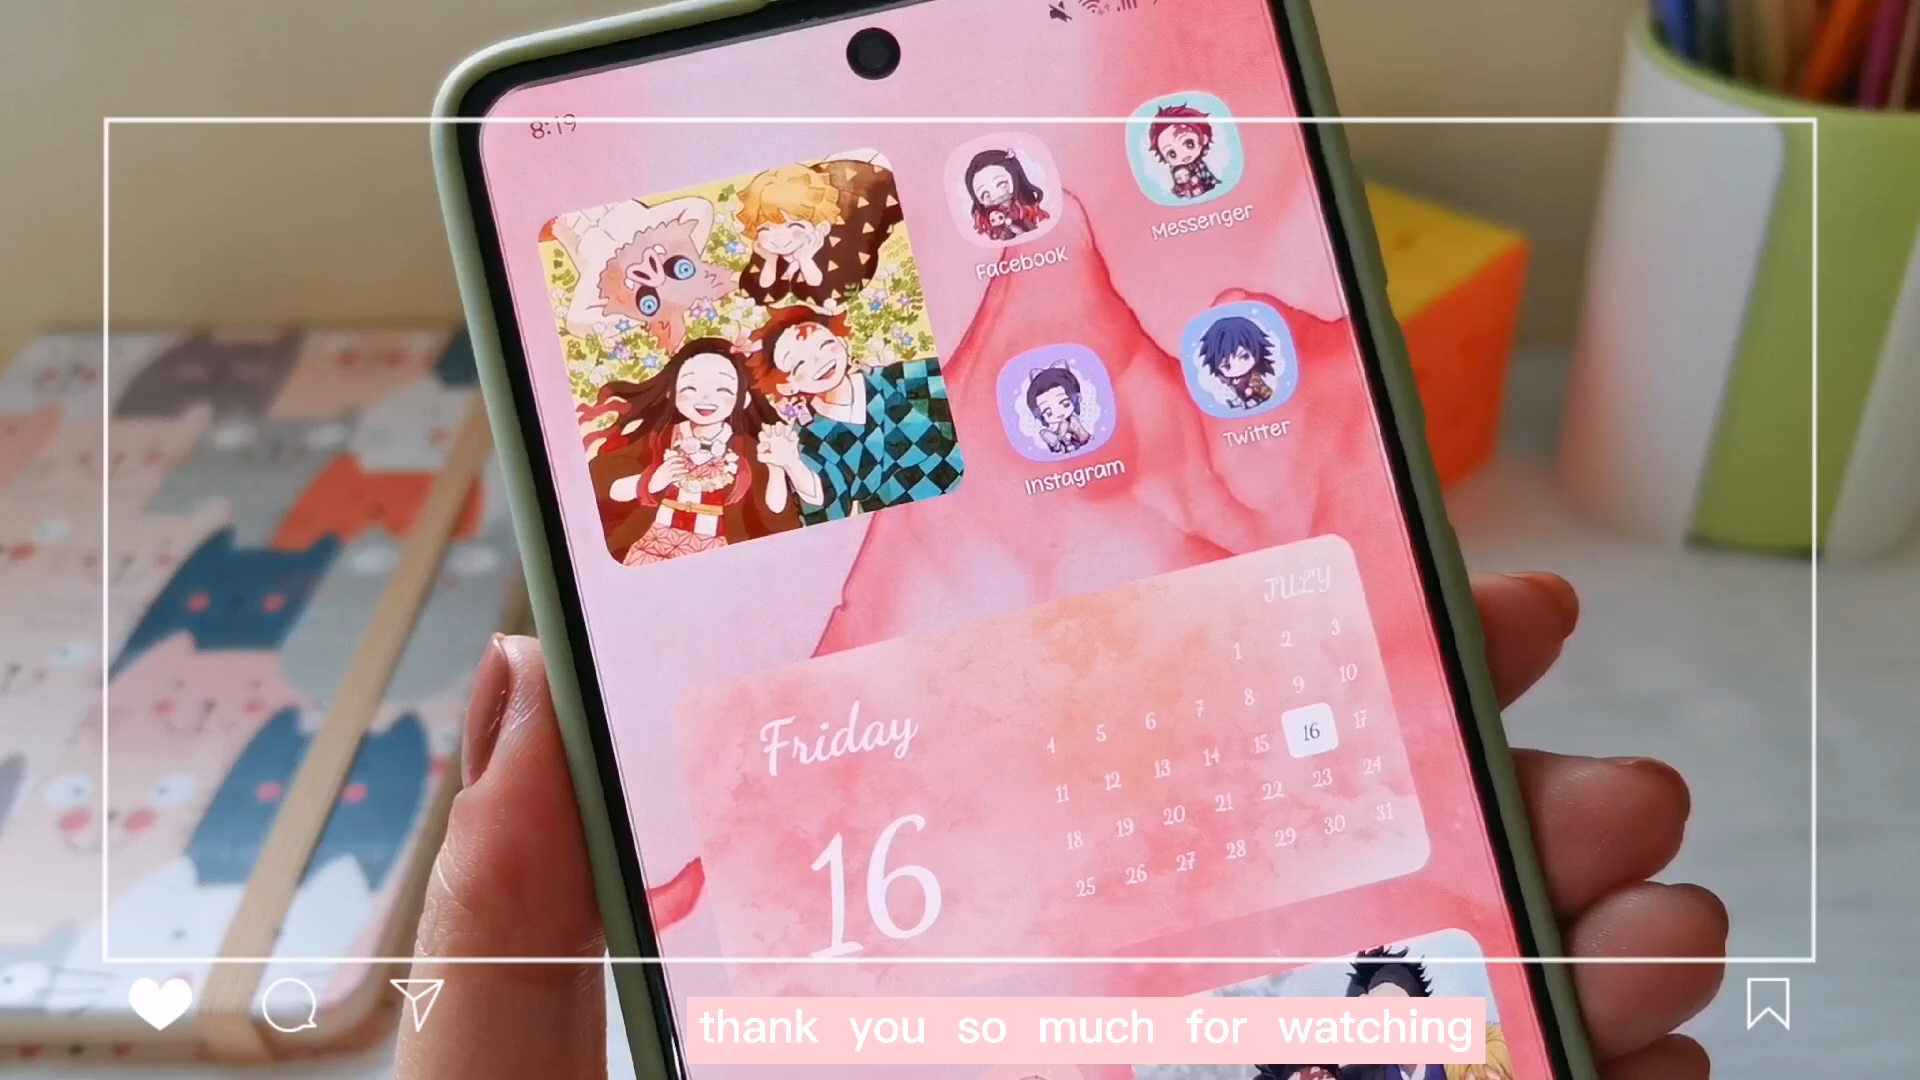 8:19
Facebook
Messenger
Instagram
Twitter
JULY
1 2 3
4 5 6 7 8 9 10
11 12 13 14 15 16 17
18 19 20 21 22 23 24
25 26 27 28 29 30 31
Friday
16
thank you so much for watching